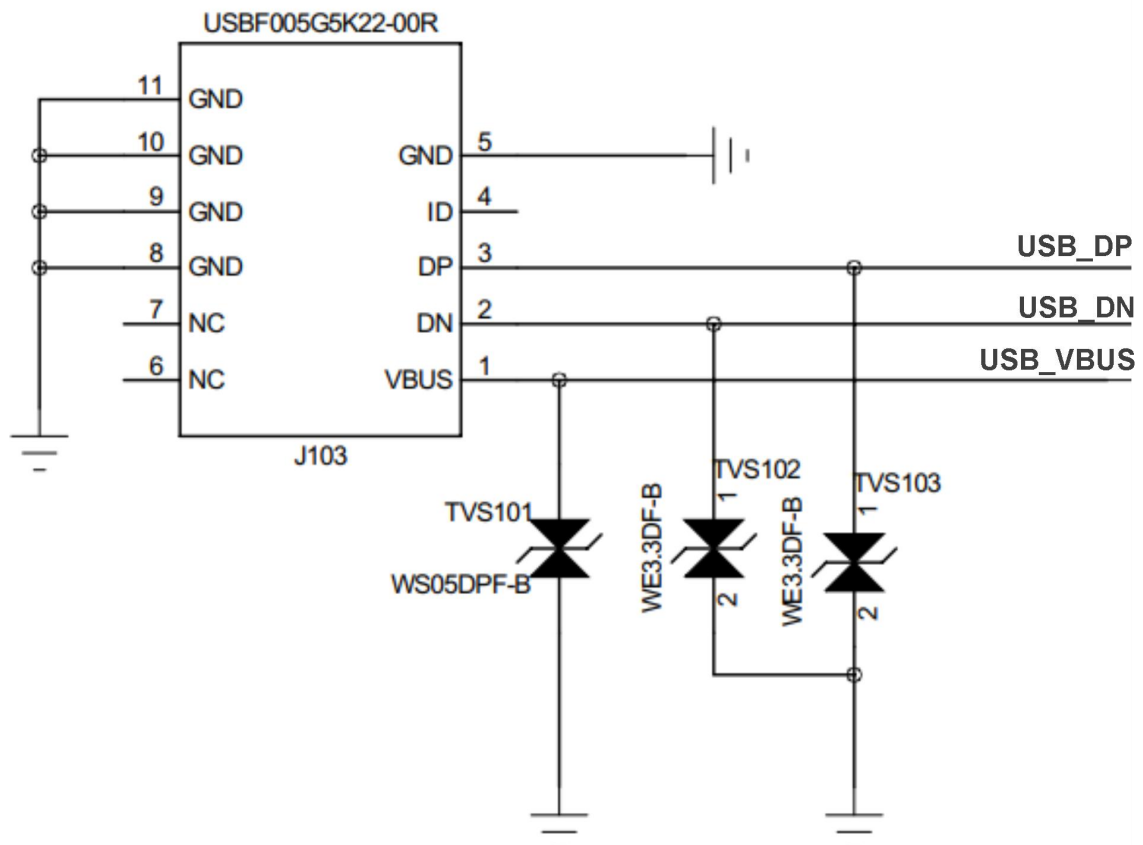 USBF005G5K22-00R
11 GND
10 GND
GND 5
9 GND
ID 4
USB_DP
8 GND
DP 3
USB_DN
7 NC
DN 2
USB_VBUS
6 NC
VBUS 1
J103
TVS101
WS05DPF-B
TVS102
1
WE3.3DF-B
2
TVS103
1
WE3.3DF-B
2